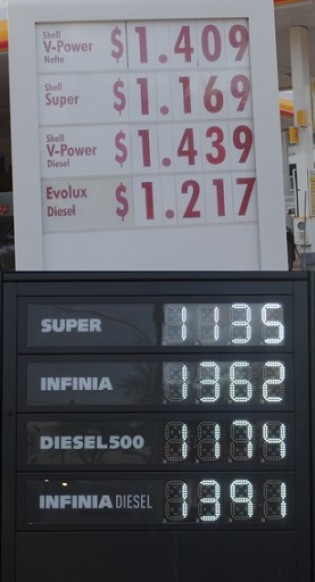 Shell
V-Power $1.409
Nafta
Shell
Super $1.169
Shell
V-Power $1.439
Diesel
Evolux $1.217
Diesel
SUPER 1135
INFINIA 1362
DIESEL500 1174
INFINIA DIESEL 1391